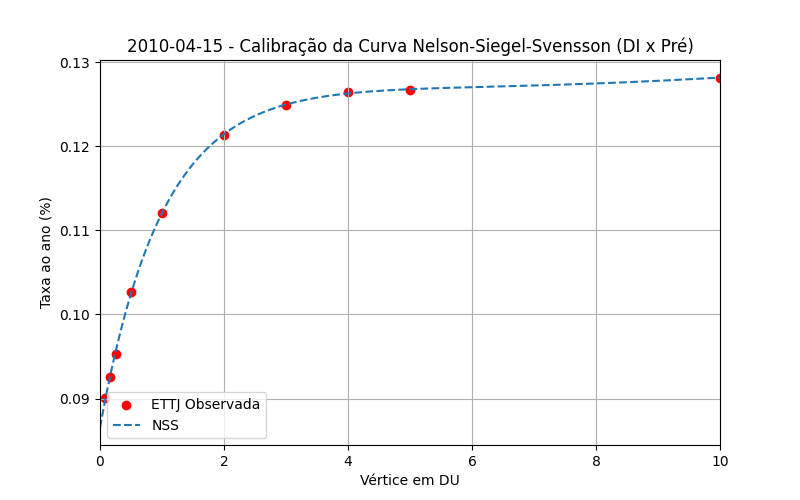 2010-04-15 - Calibração da Curva Nelson-Siegel-Svensson (DI x Pré)
Taxa ao ano (%)
0.13
0.12
0.11
0.10
0.09
ETTJ Observada
NSS
0 2 4 6 8 10
Vértice em DU